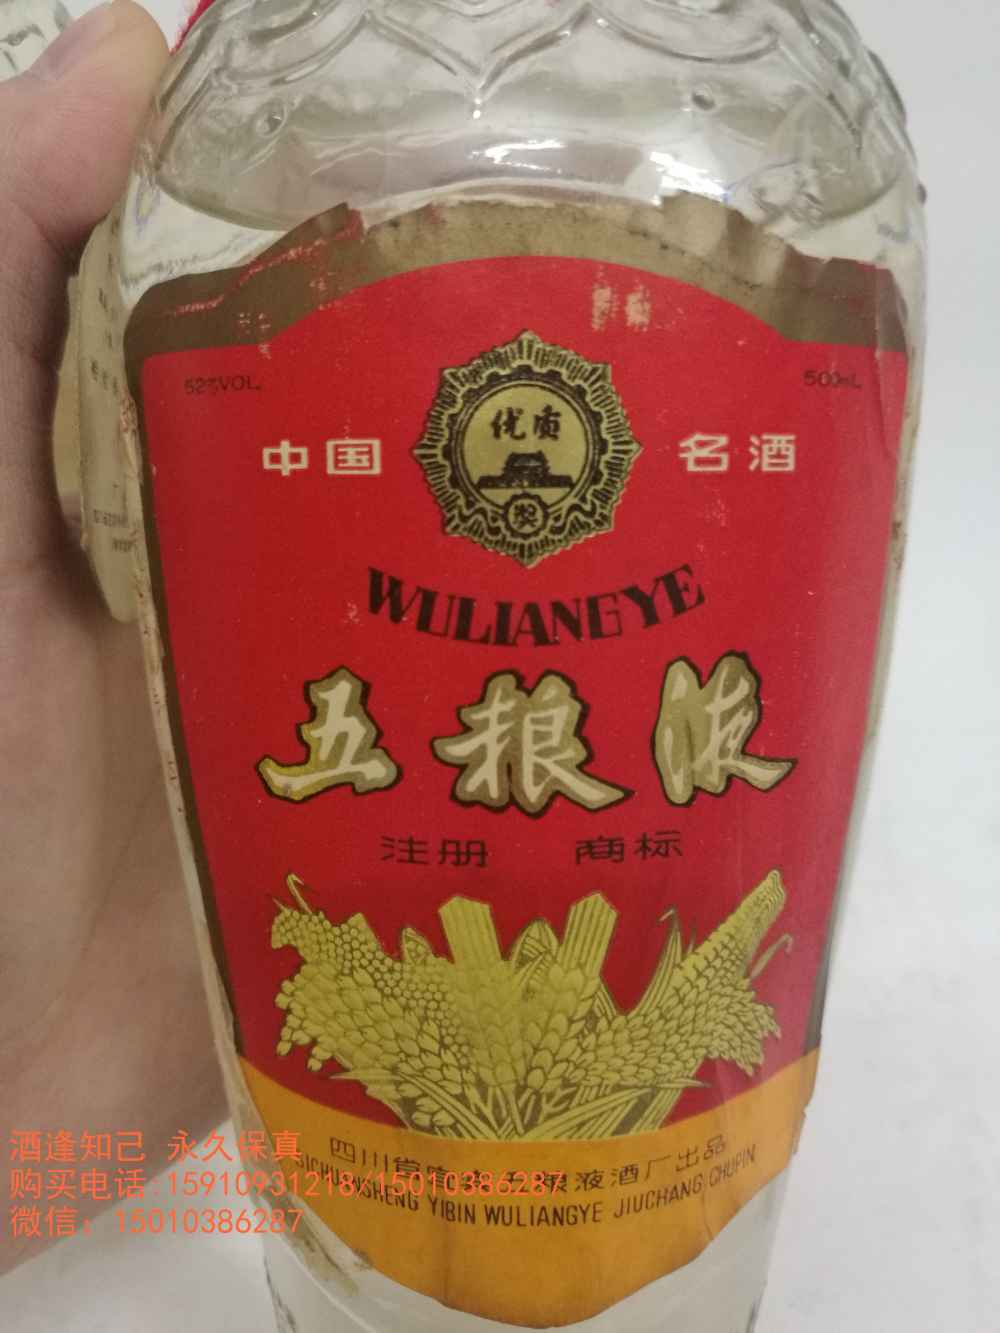 52%VOL.
500mL
优质
奖
中国 名酒
WULIANGYE
五粮液
注册 商标
四川省宜宾五粮液酒厂出品
SICHUANSHENG YIBIN WULIANGYE JIUCHANG CHUPIN
酒逢知己 永久保真
购买电话:15910931218/15010386287
微信：15010386287